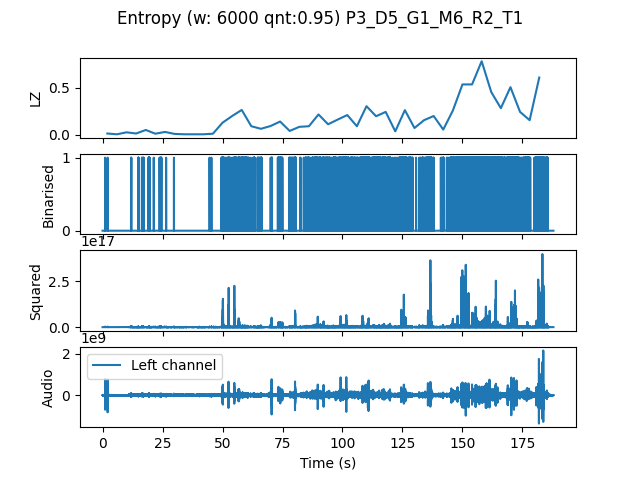 Entropy (w: 6000 qnt:0.95) P3_D5_G1_M6_R2_T1
LZ
0.5
0.0
Binarised
1
0
1e17
Squared
2.5
0.0
1e9
Audio
2
0
Left channel
0 25 50 75 100 125 150 175
Time (s)